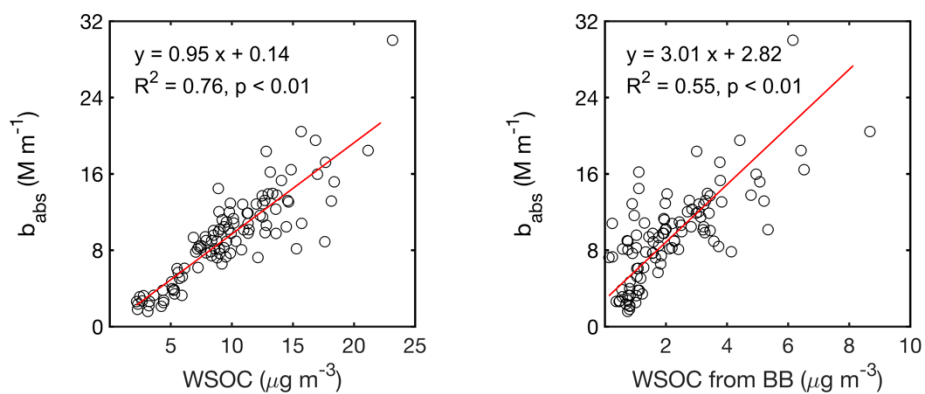 32
24
16
8
0
b_abs (M m⁻¹)
y = 0.95 x + 0.14
R² = 0.76, p < 0.01
5 10 15 20 25
WSOC (μg m⁻³)
32
24
16
8
0
b_abs (M m⁻¹)
y = 3.01 x + 2.82
R² = 0.55, p < 0.01
2 4 6 8 10
WSOC from BB (μg m⁻³)